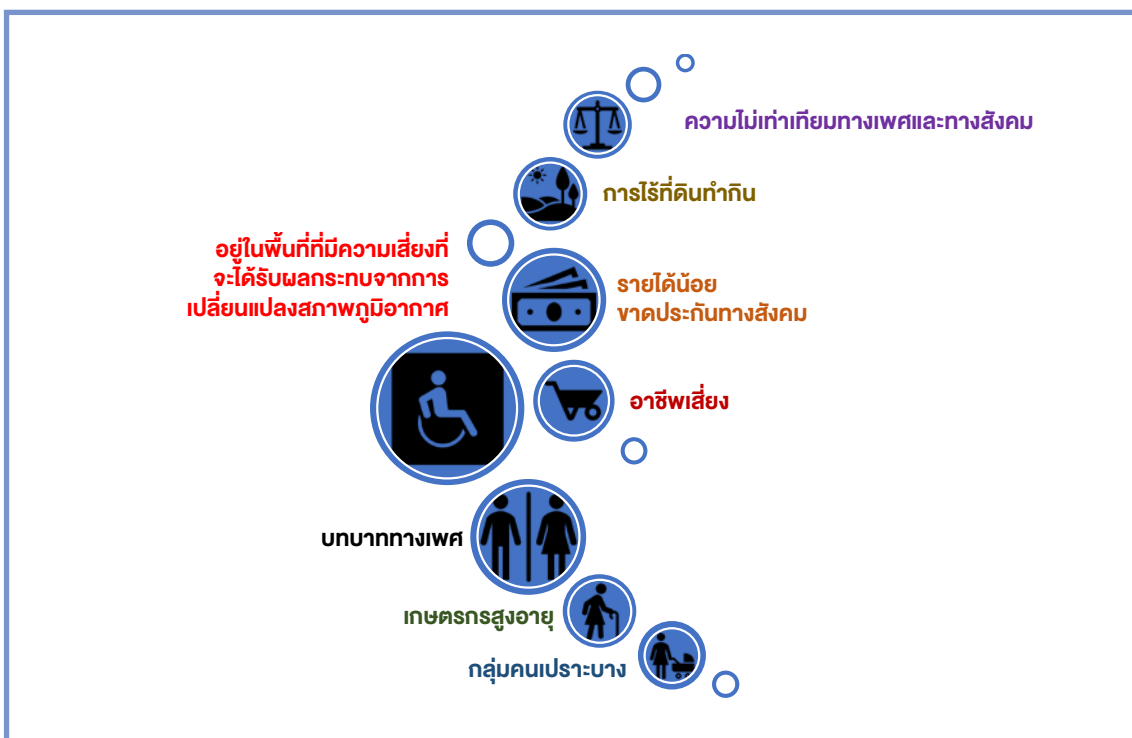 ความไม่เท่าเทียมทางเพศและทางสังคม
การไร้ที่ดินทำกิน
อยู่ในพื้นที่ที่มีความเสี่ยงที่
จะได้รับผลกระทบจากการ
เปลี่ยนแปลงสภาพภูมิอากาศ
รายได้น้อย
ขาดประกันทางสังคม
อาชีพเสี่ยง
บทบาททางเพศ
เกษตรกรสูงอายุ
กลุ่มคนเปราะบาง